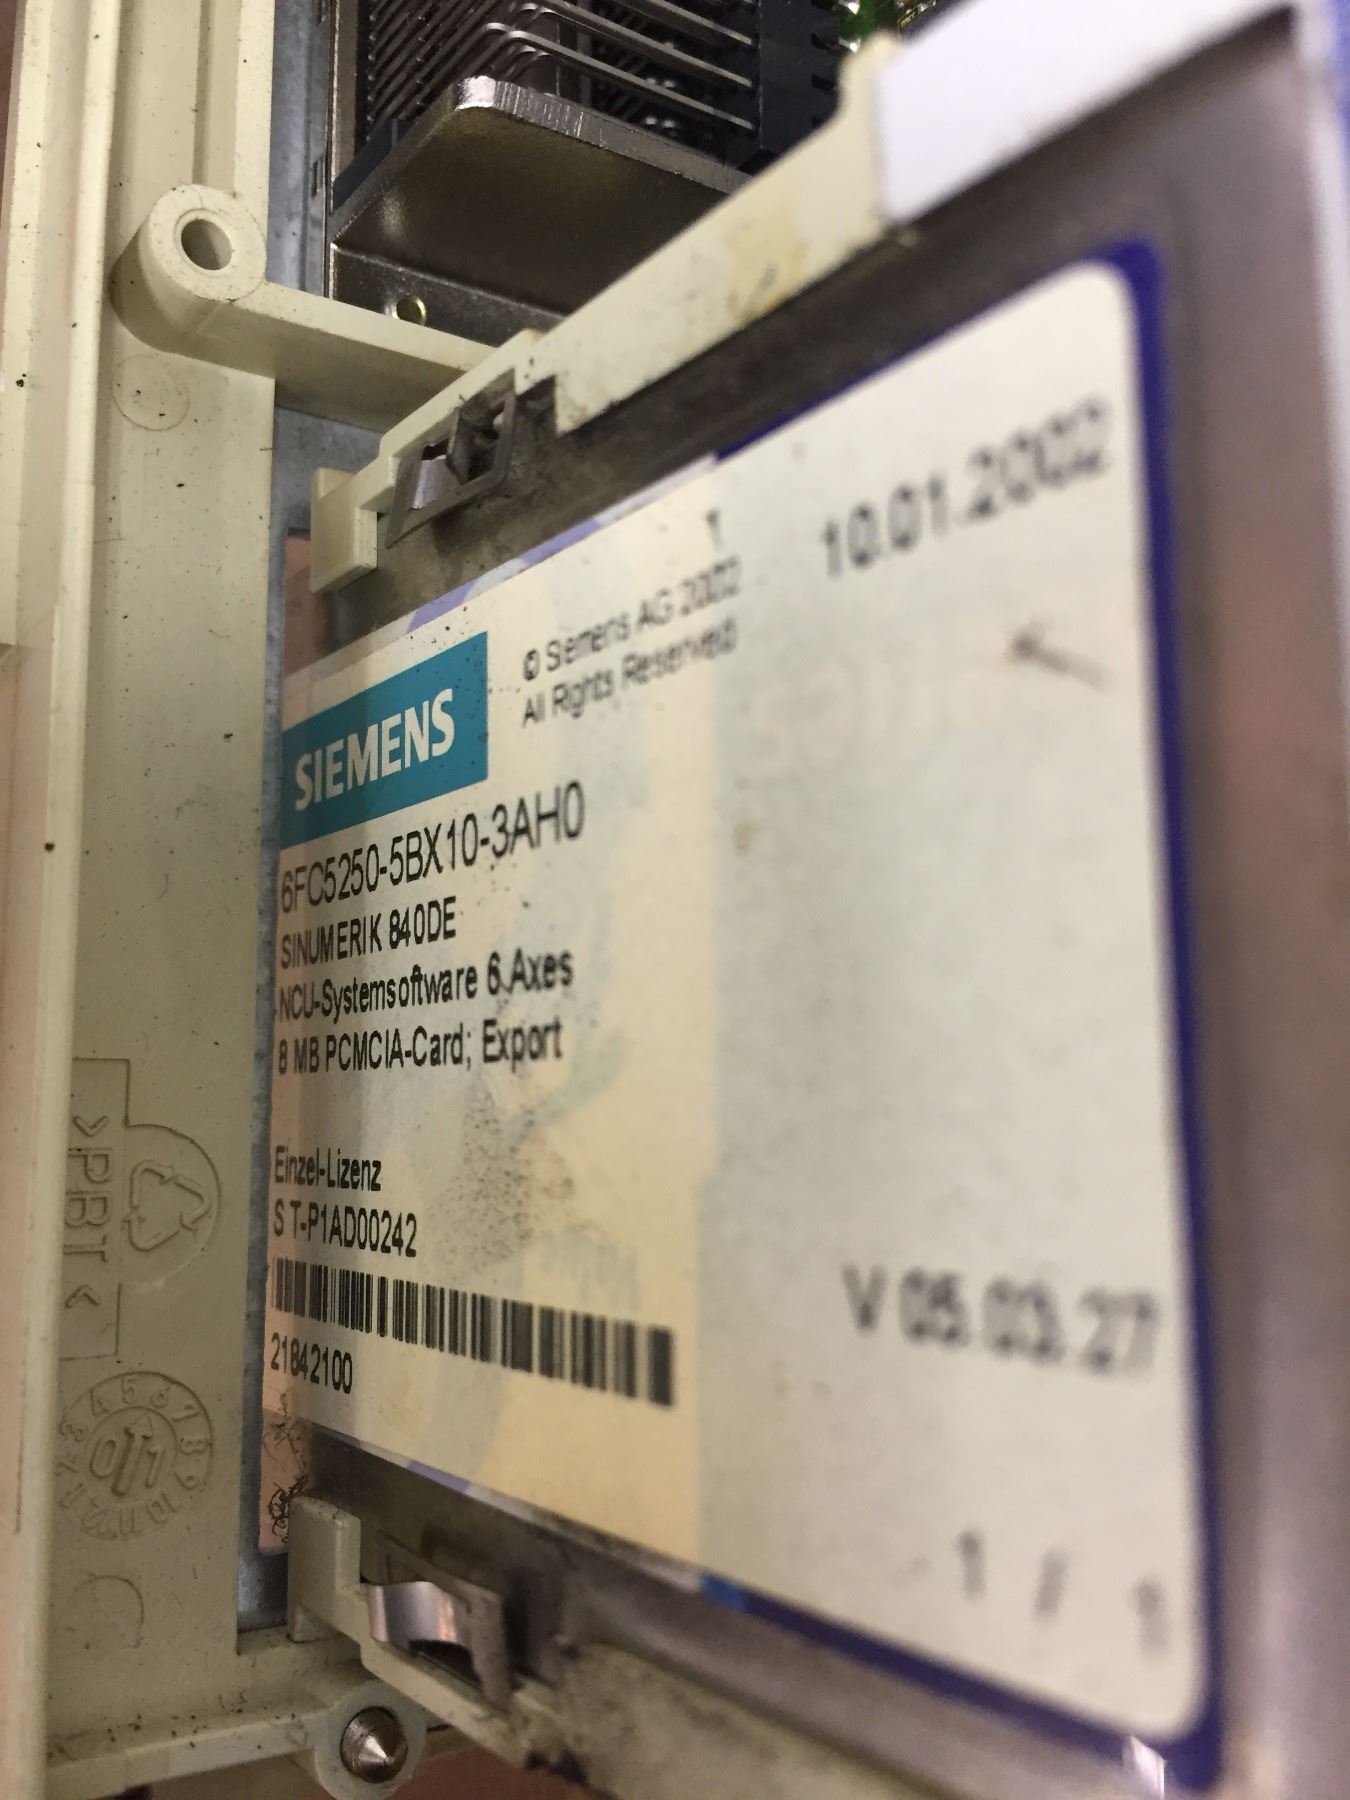 T
10.01.2002
© Siemens AG 2002
All Rights Reserved
SIEMENS
6FC5250-5BX10-3AH0
SINUMERIK 840DE
NCU-Systemsoftware 6 Axes
8 MB PCMCIA-Card; Export
Einzel-Lizenz
S T-P1AD00242
21842100
V 05.03.27
1 / 1
>PBT<